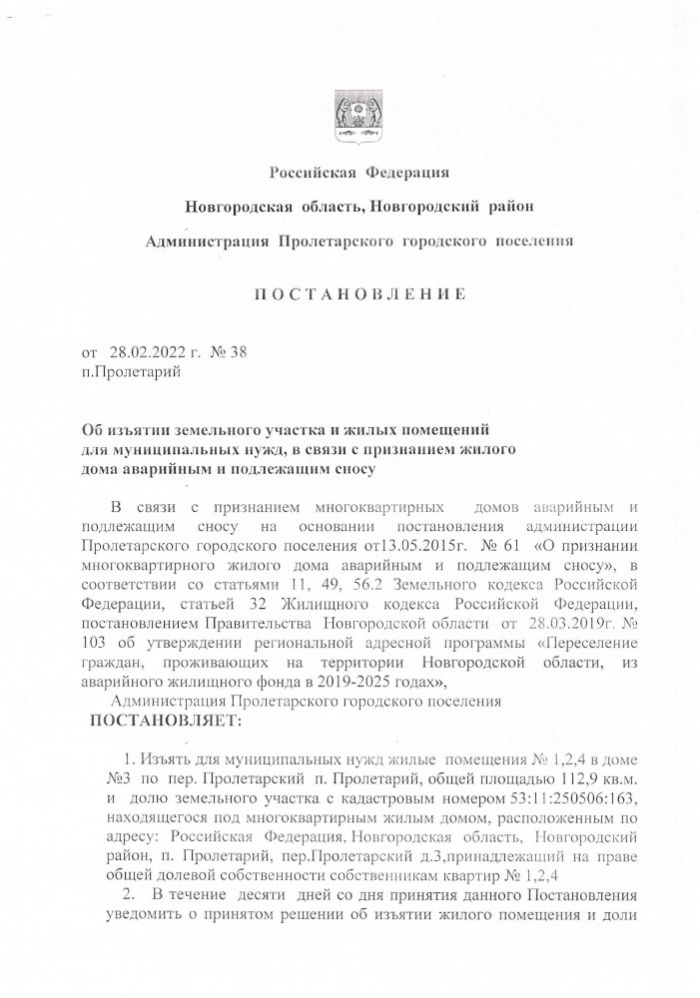 Российская Федерация
Новгородская область, Новгородский район
Администрация Пролетарского городского поселения
П О С Т А Н О В Л Е Н И Е
от 28.02.2022 г. № 38
п.Пролетарий
Об изъятии земельного участка и жилых помещений
для муниципальных нужд, в связи с признанием жилого
дома аварийным и подлежащим сносу
В связи с признанием многоквартирных домов аварийным и
подлежащим сносу на основании постановления администрации
Пролетарского городского поселения от13.05.2015г. № 61 «О признании
многоквартирного жилого дома аварийным и подлежащим сносу», в
соответствии со статьями 11, 49, 56.2 Земельного кодекса Российской
Федерации, статьей 32 Жилищного кодекса Российской Федерации,
постановлением Правительства Новгородской области от 28.03.2019г. №
103 об утверждении региональной адресной программы «Переселение
граждан, проживающих на территории Новгородской области, из
аварийного жилищного фонда в 2019-2025 годах»,
Администрация Пролетарского городского поселения
ПОСТАНОВЛЯЕТ:
1. Изъять для муниципальных нужд жилые помещения № 1,2,4 в доме
№3 по пер. Пролетарский п. Пролетарий, общей площадью 112,9 кв.м.
и долю земельного участка с кадастровым номером 53:11:250506:163,
находящегося под многоквартирным жилым домом, расположенным по
адресу: Российская Федерация, Новгородская область, Новгородский
район, п. Пролетарий, пер.Пролетарский д.3,принадлежащий на праве
общей долевой собственности собственникам квартир № 1,2,4
2. В течение десяти дней со дня принятия данного Постановления
уведомить о принятом решении об изъятии жилого помещения и доли